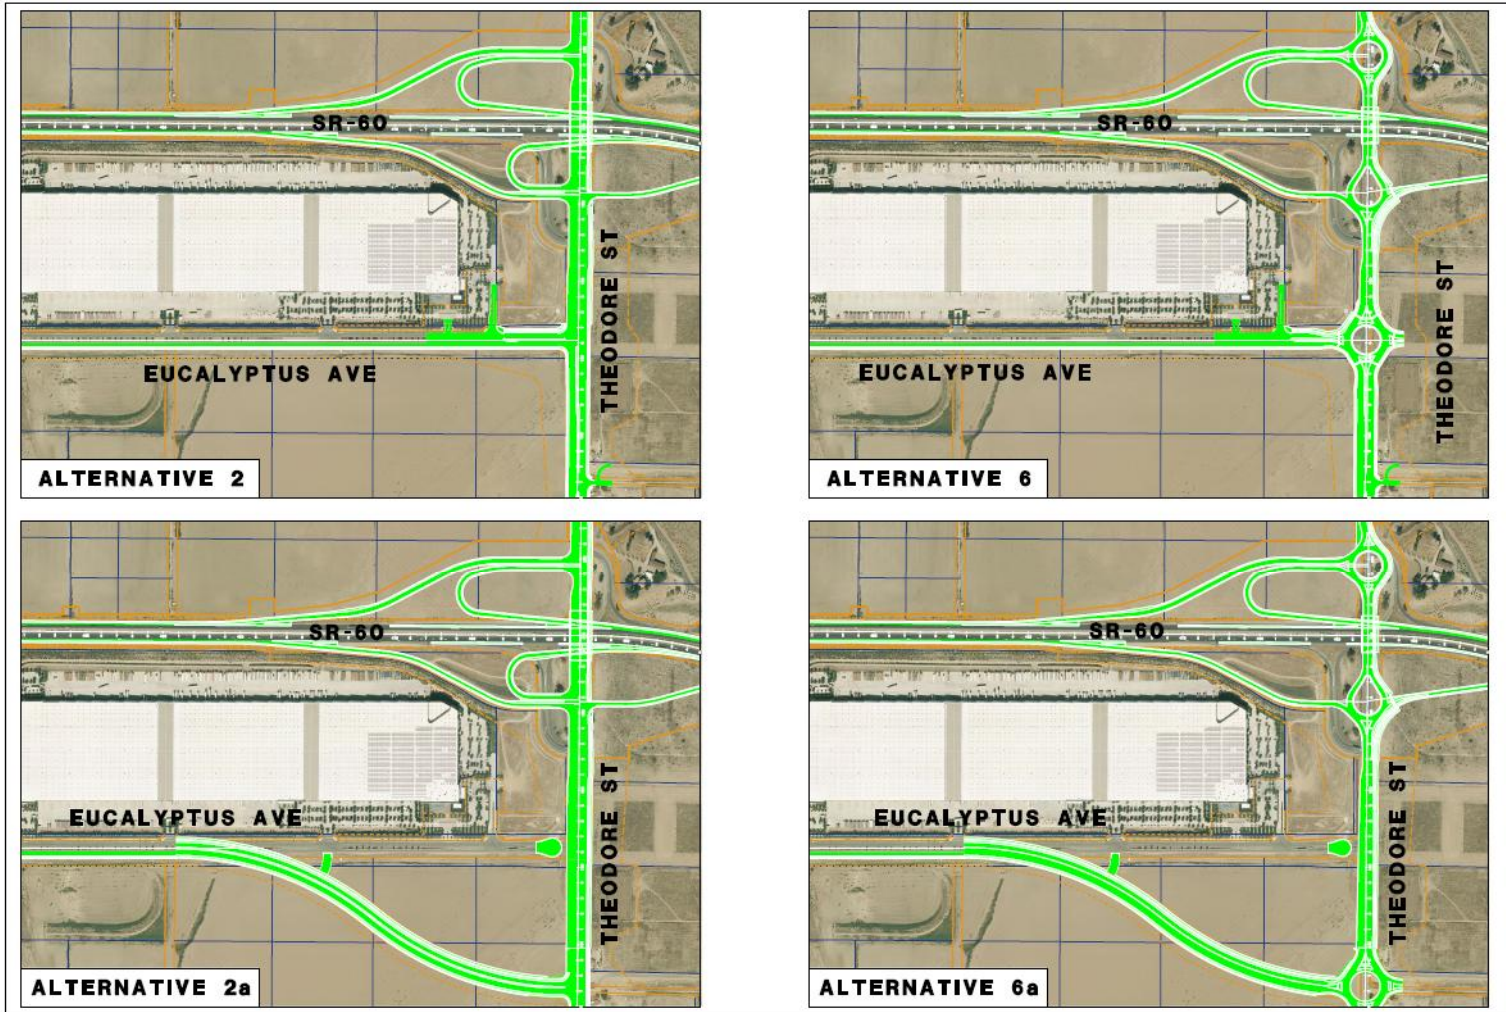 SR-60
THEODORE ST
EUCALYPTUS AVE
ALTERNATIVE 2
SR-60
THEODORE ST
EUCALYPTUS AVE
ALTERNATIVE 6
SR-60
EUCALYPTUS AVE
THEODORE ST
ALTERNATIVE 2a
SR-60
EUCALYPTUS AVE
THEODORE ST
ALTERNATIVE 6a